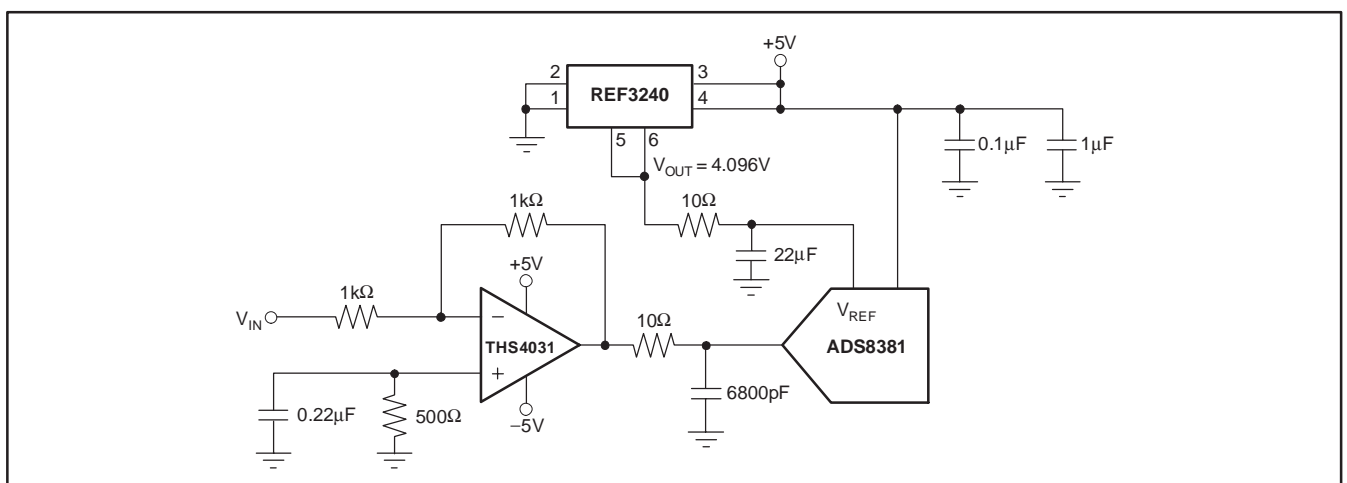 +5V
2
REF3240
3
1
4
5
6
0.1μF
1μF
V_OUT = 4.096V
1kΩ
10Ω
22μF
+5V
1kΩ
V_IN
−
THS4031
+
10Ω
V_REF
ADS8381
6800pF
0.22μF
500Ω
−5V